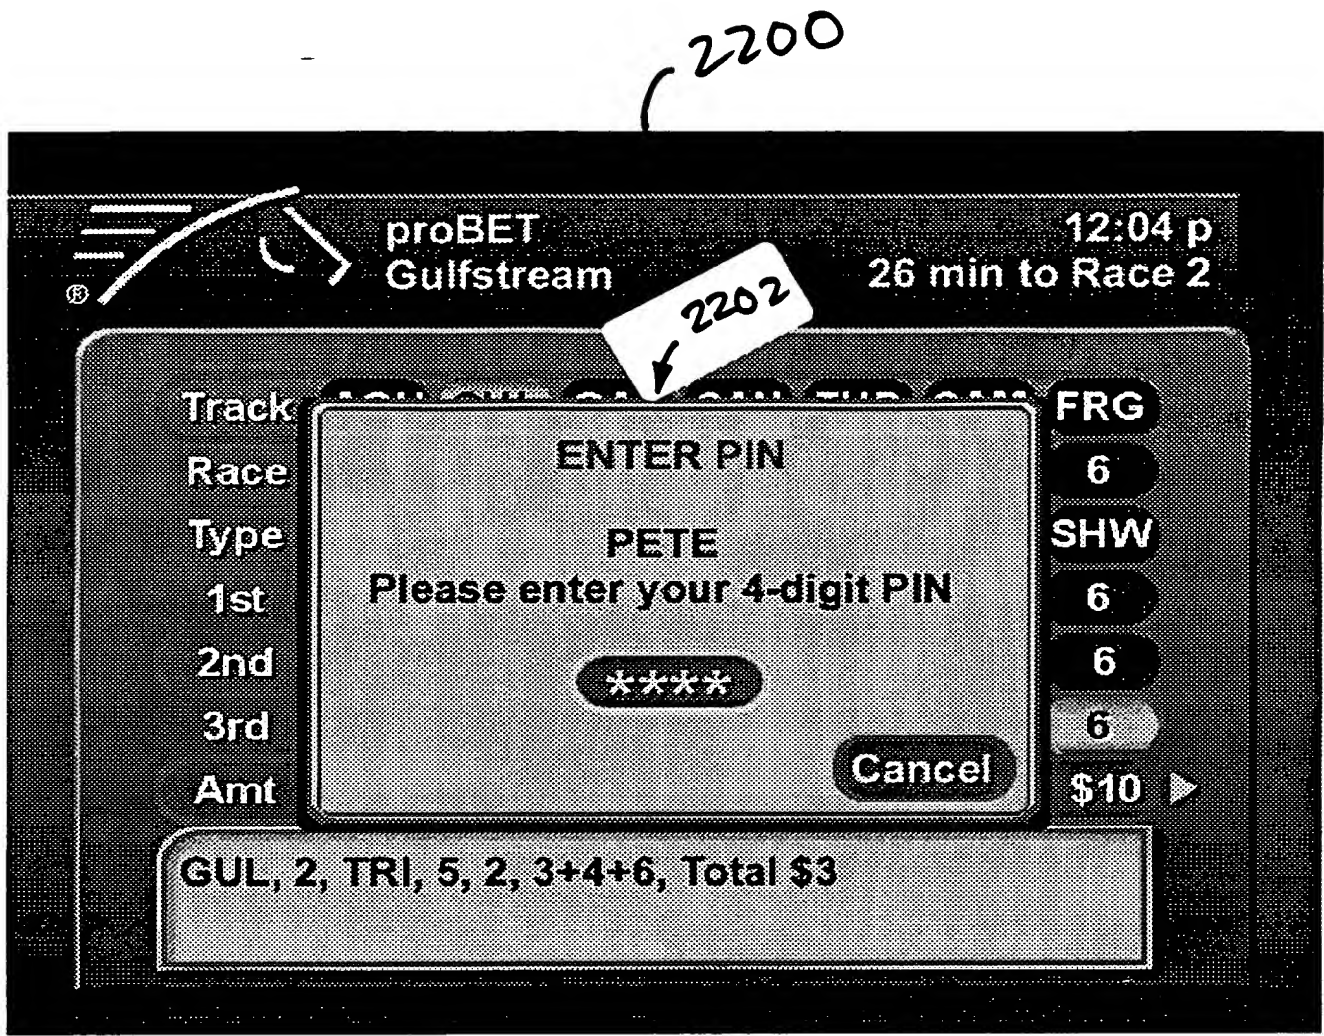 2200
proBET
Gulfstream
12:04 p
26 min to Race 2
®
2202
Track FRG
Race 6
Type SHW
1st 6
2nd 6
3rd 6
Amt $10
ENTER PIN
PETE
Please enter your 4-digit PIN
****
Cancel
GUL, 2, TRI, 5, 2, 3+4+6, Total $3